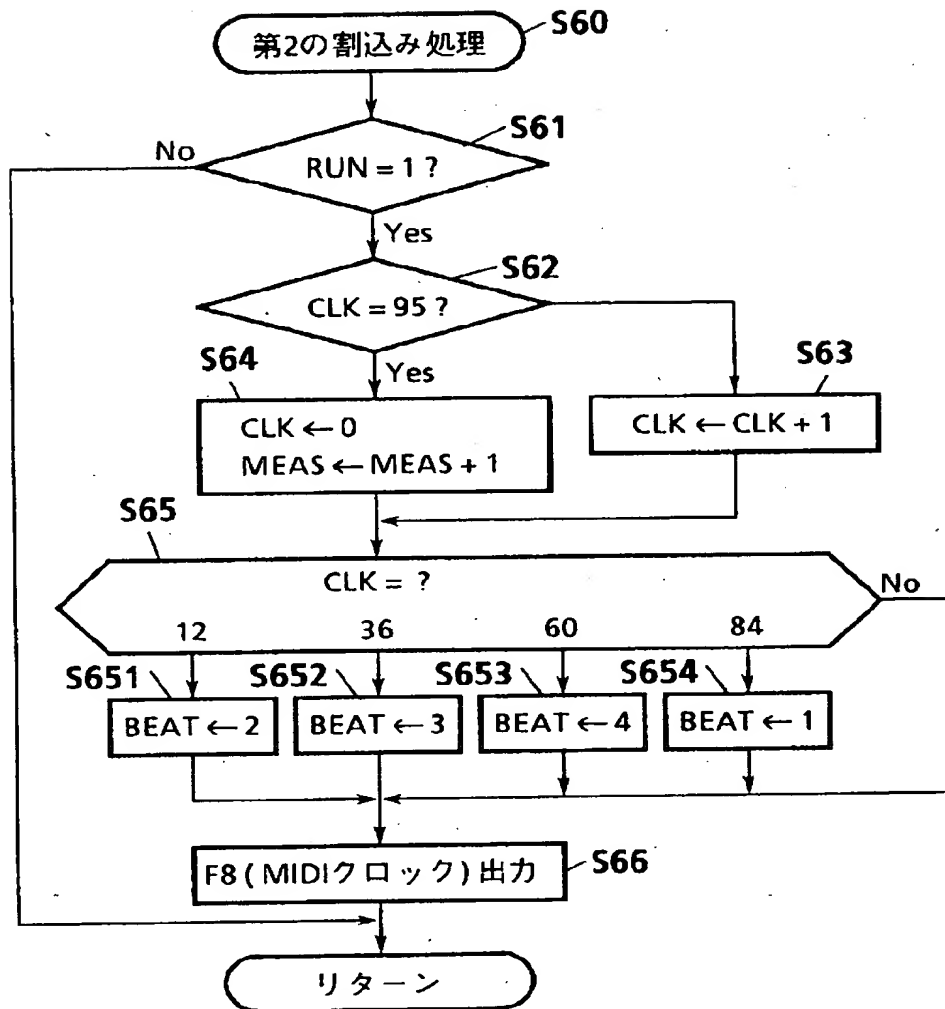 第2の割込み処理
S60
S61
No
RUN = 1 ?
Yes
S62
CLK = 95 ?
S64
Yes
S63
CLK ← 0
MEAS ← MEAS + 1
CLK ← CLK + 1
S65
CLK = ?
No
12 36 60 84
S651 S652 S653 S654
BEAT ← 2 BEAT ← 3 BEAT ← 4 BEAT ← 1
F8 ( MIDIクロック) 出力
S66
リターン